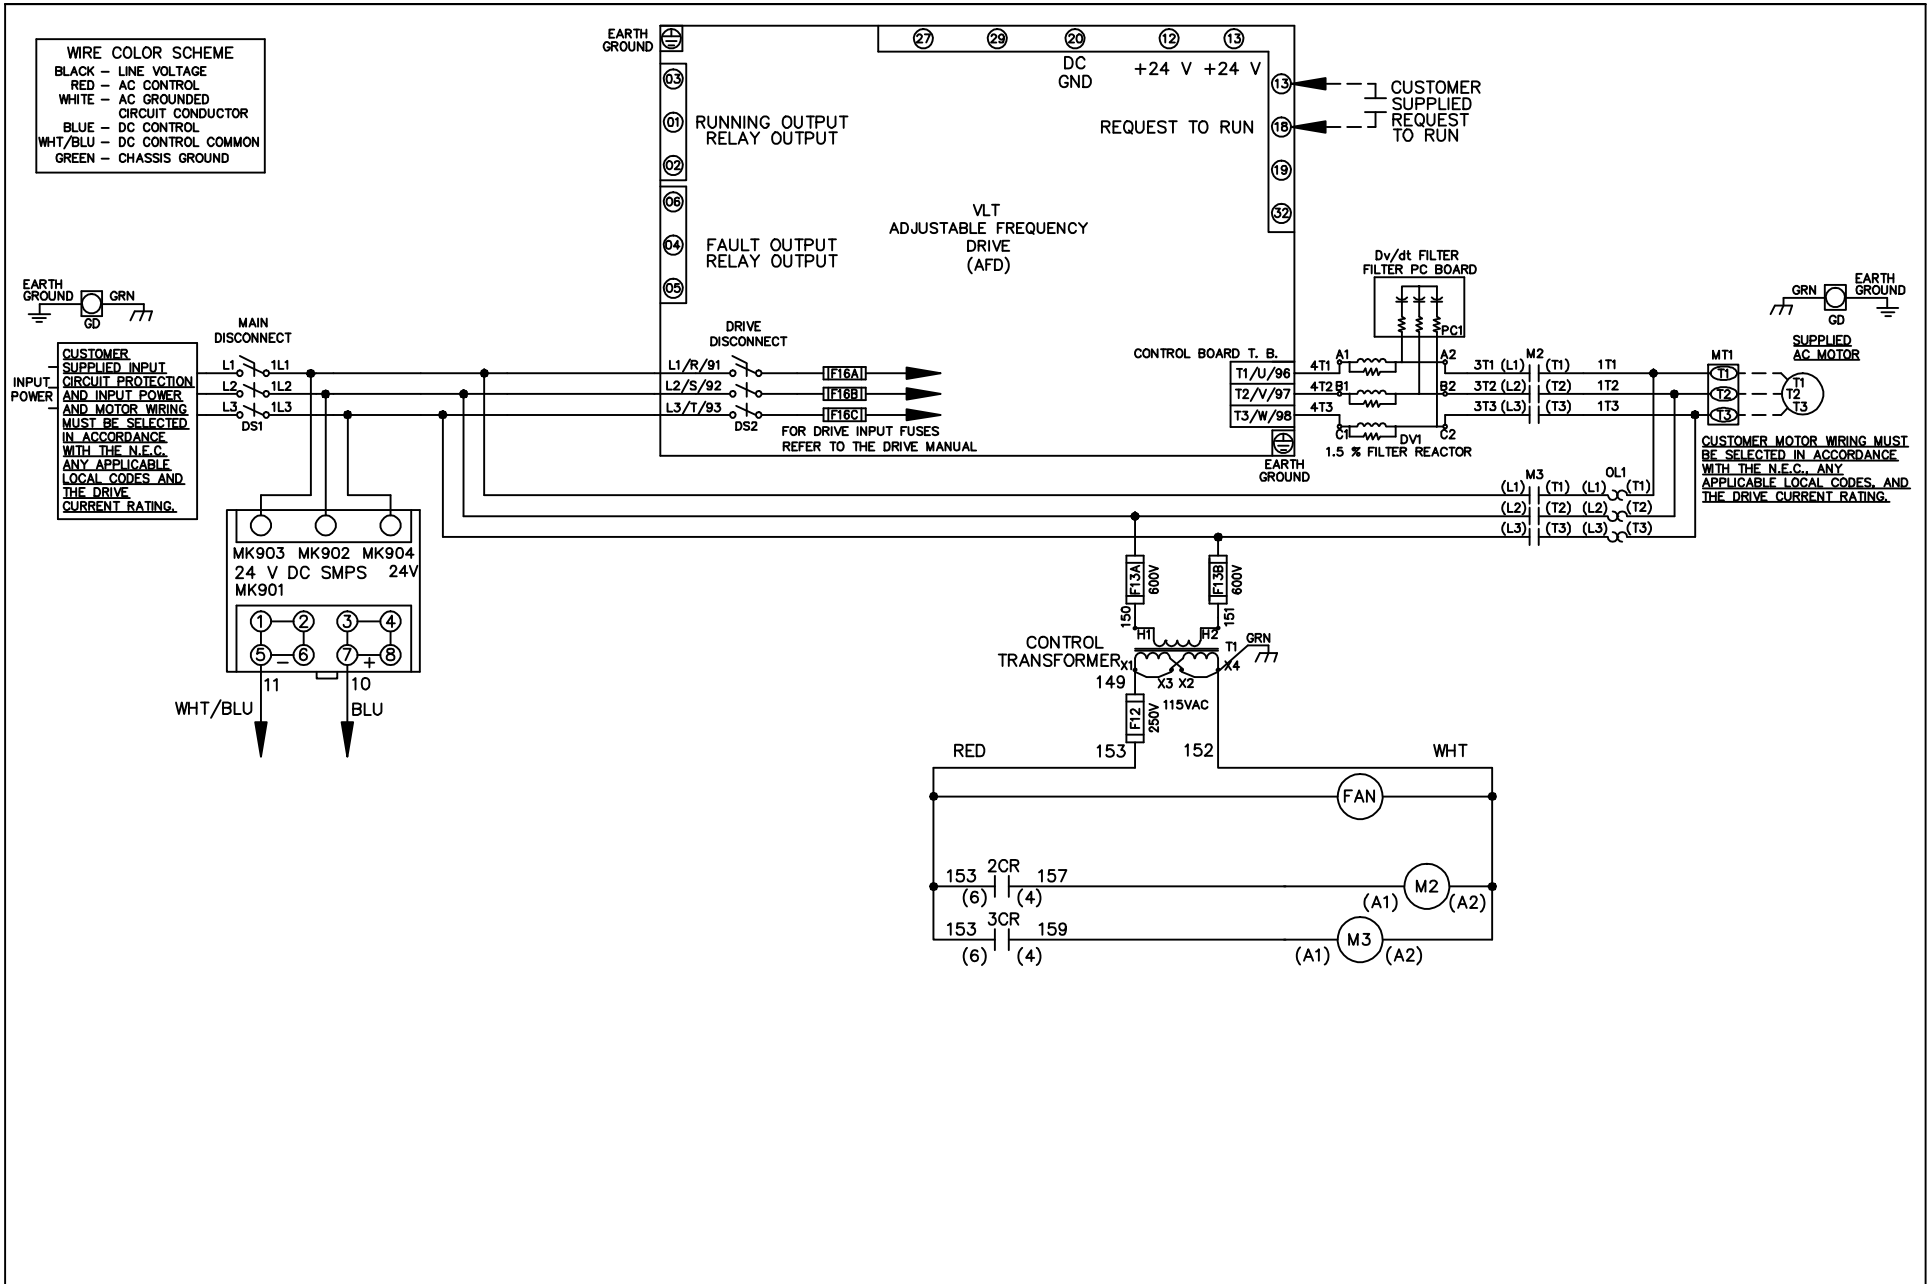 WIRE COLOR SCHEME
BLACK – LINE VOLTAGE
RED – AC CONTROL
WHITE – AC GROUNDED
CIRCUIT CONDUCTOR
BLUE – DC CONTROL
WHT/BLU – DC CONTROL COMMON
GREEN – CHASSIS GROUND
EARTH
GROUND
03
01
02
RUNNING OUTPUT
RELAY OUTPUT
06
04
05
FAULT OUTPUT
RELAY OUTPUT
27
29
20
12
13
DC
GND
+24 V
+24 V
13
18
19
32
REQUEST TO RUN
CUSTOMER
SUPPLIED
REQUEST
TO RUN
VLT
ADJUSTABLE FREQUENCY
DRIVE
(AFD)
EARTH
GROUND
GRN
GD
INPUT
POWER
CUSTOMER
SUPPLIED INPUT
CIRCUIT PROTECTION
AND INPUT POWER
AND MOTOR WIRING
MUST BE SELECTED
IN ACCORDANCE
WITH THE N.E.C.
ANY APPLICABLE
LOCAL CODES AND
THE DRIVE
CURRENT RATING.
MAIN
DISCONNECT
L1
1L1
L2
1L2
L3
1L3
DS1
DRIVE
DISCONNECT
L1/R/91
L2/S/92
L3/T/93
DS2
F16A
F16B
F16C
FOR DRIVE INPUT FUSES
REFER TO THE DRIVE MANUAL
CONTROL BOARD T. B.
T1/U/96
T2/V/97
T3/W/98
EARTH
GROUND
Dv/dt FILTER
FILTER PC BOARD
PC1
4T1
A1
A2
4T2
B1
B2
4T3
C1
C2
DV1
1.5 % FILTER REACTOR
M2
3T1 (L1) (T1) 1T1
3T2 (L2) (T2) 1T2
3T3 (L3) (T3) 1T3
MT1
T1
T2
T3
T1
T2
T3
GRN
EARTH
GROUND
GD
SUPPLIED
AC MOTOR
CUSTOMER MOTOR WIRING MUST
BE SELECTED IN ACCORDANCE
WITH THE N.E.C., ANY
APPLICABLE LOCAL CODES, AND
THE DRIVE CURRENT RATING.
M3
OL1
(L1) (T1) (L1) (T1)
(L2) (T2) (L2) (T2)
(L3) (T3) (L3) (T3)
MK903
MK902
MK904
24 V DC SMPS
24V
MK901
1
2
3
4
5
–
6
7
+
8
11
10
WHT/BLU
BLU
F13A
600V
F13B
600V
150
151
H1
H2
CONTROL
TRANSFORMER
T1
GRN
X1
X4
X3
X2
149
115VAC
F12
250V
RED
153
152
WHT
FAN
2CR
153
157
(6)
(4)
M2
(A1)
(A2)
3CR
153
159
(6)
(4)
M3
(A1)
(A2)